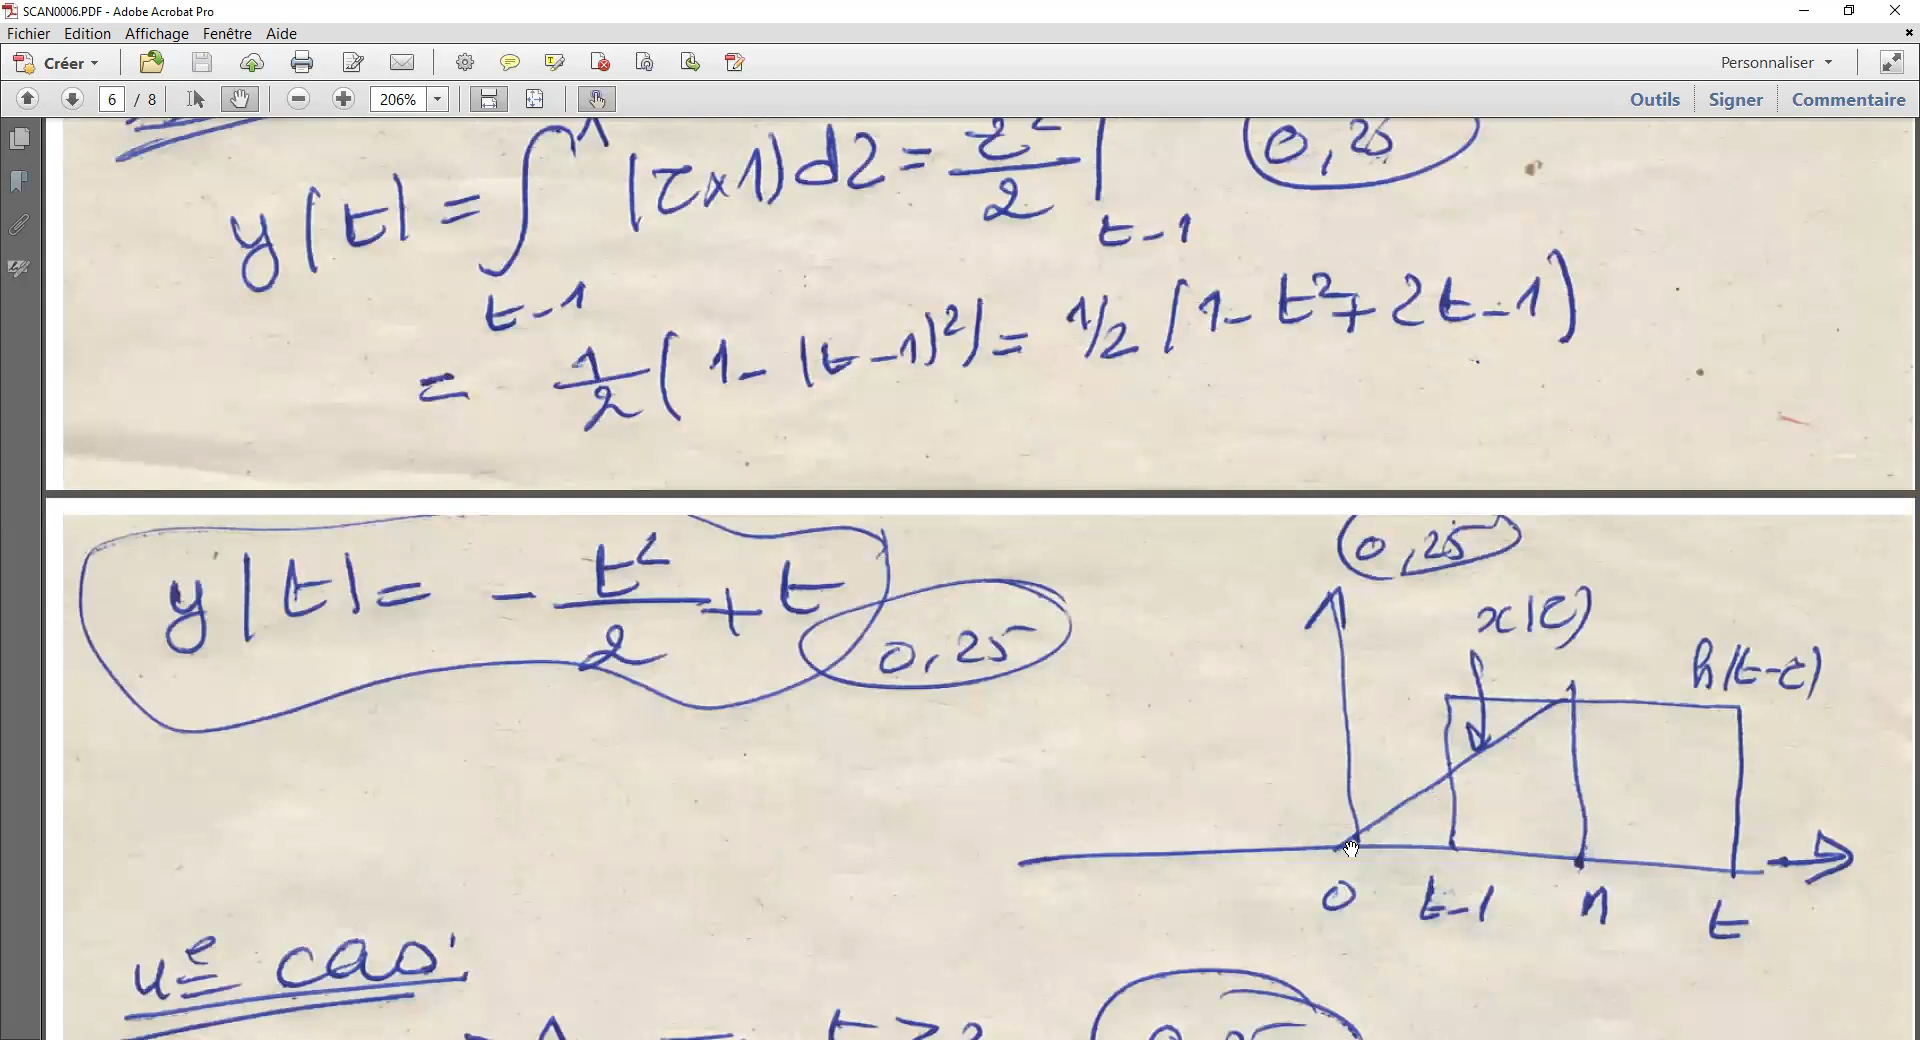 SCAN0006.PDF - Adobe Acrobat Pro
Fichier Edition Affichage Fenêtre Aide
Créer Personnaliser
6 / 8 206% Outils Signer Commentaire
y(t) = ∫ (τ×1) dτ = τ²/2 | 0,25
t-1 t-1
= 1/2 (1 - (t-1)²) = 1/2 (1 - t² + 2t - 1)
y(t) = - t²/2 + t 0,25
0,25
x(τ)
h(t-τ)
0 t-1 1 t
4e cas: